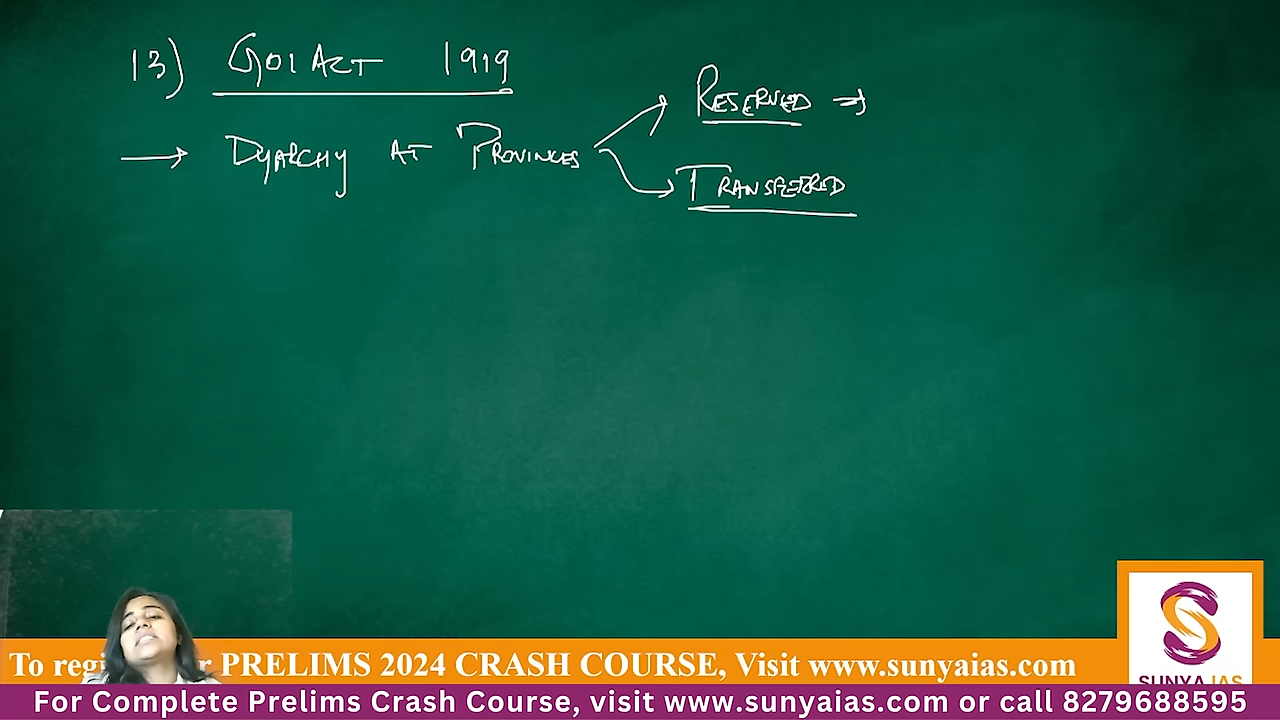 13) GOI ACT 1919
→ DYARCHY AT PROVINCES
RESERVED →
TRANSFERRED
To regi r PRELIMS 2024 CRASH COURSE, Visit www.sunyaias.com
SUNYA IAS
For Complete Prelims Crash Course, visit www.sunyaias.com or call 8279688595